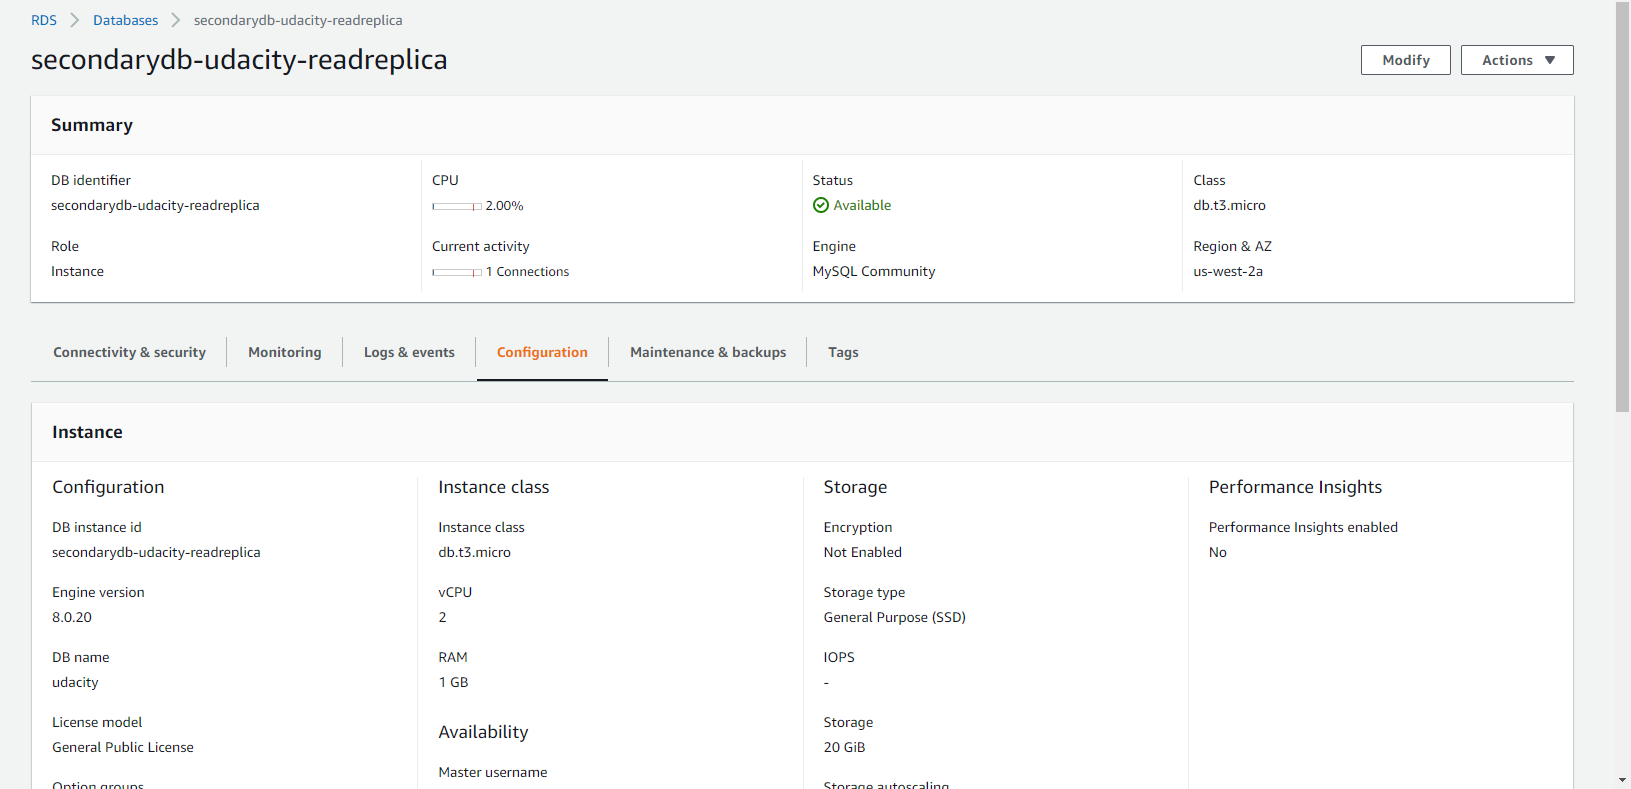 RDS > Databases > secondarydb-udacity-readreplica
secondarydb-udacity-readreplica
Modify
Actions
Summary
DB identifier
secondarydb-udacity-readreplica
CPU
2.00%
Status
Available
Class
db.t3.micro
Role
Instance
Current activity
1 Connections
Engine
MySQL Community
Region & AZ
us-west-2a
Connectivity & security
Monitoring
Logs & events
Configuration
Maintenance & backups
Tags
Instance
Configuration
DB instance id
secondarydb-udacity-readreplica
Engine version
8.0.20
DB name
udacity
License model
General Public License
Option groups
Instance class
Instance class
db.t3.micro
vCPU
2
RAM
1 GB
Availability
Master username
Storage
Encryption
Not Enabled
Storage type
General Purpose (SSD)
IOPS
-
Storage
20 GiB
Storage autoscaling
Performance Insights
Performance Insights enabled
No